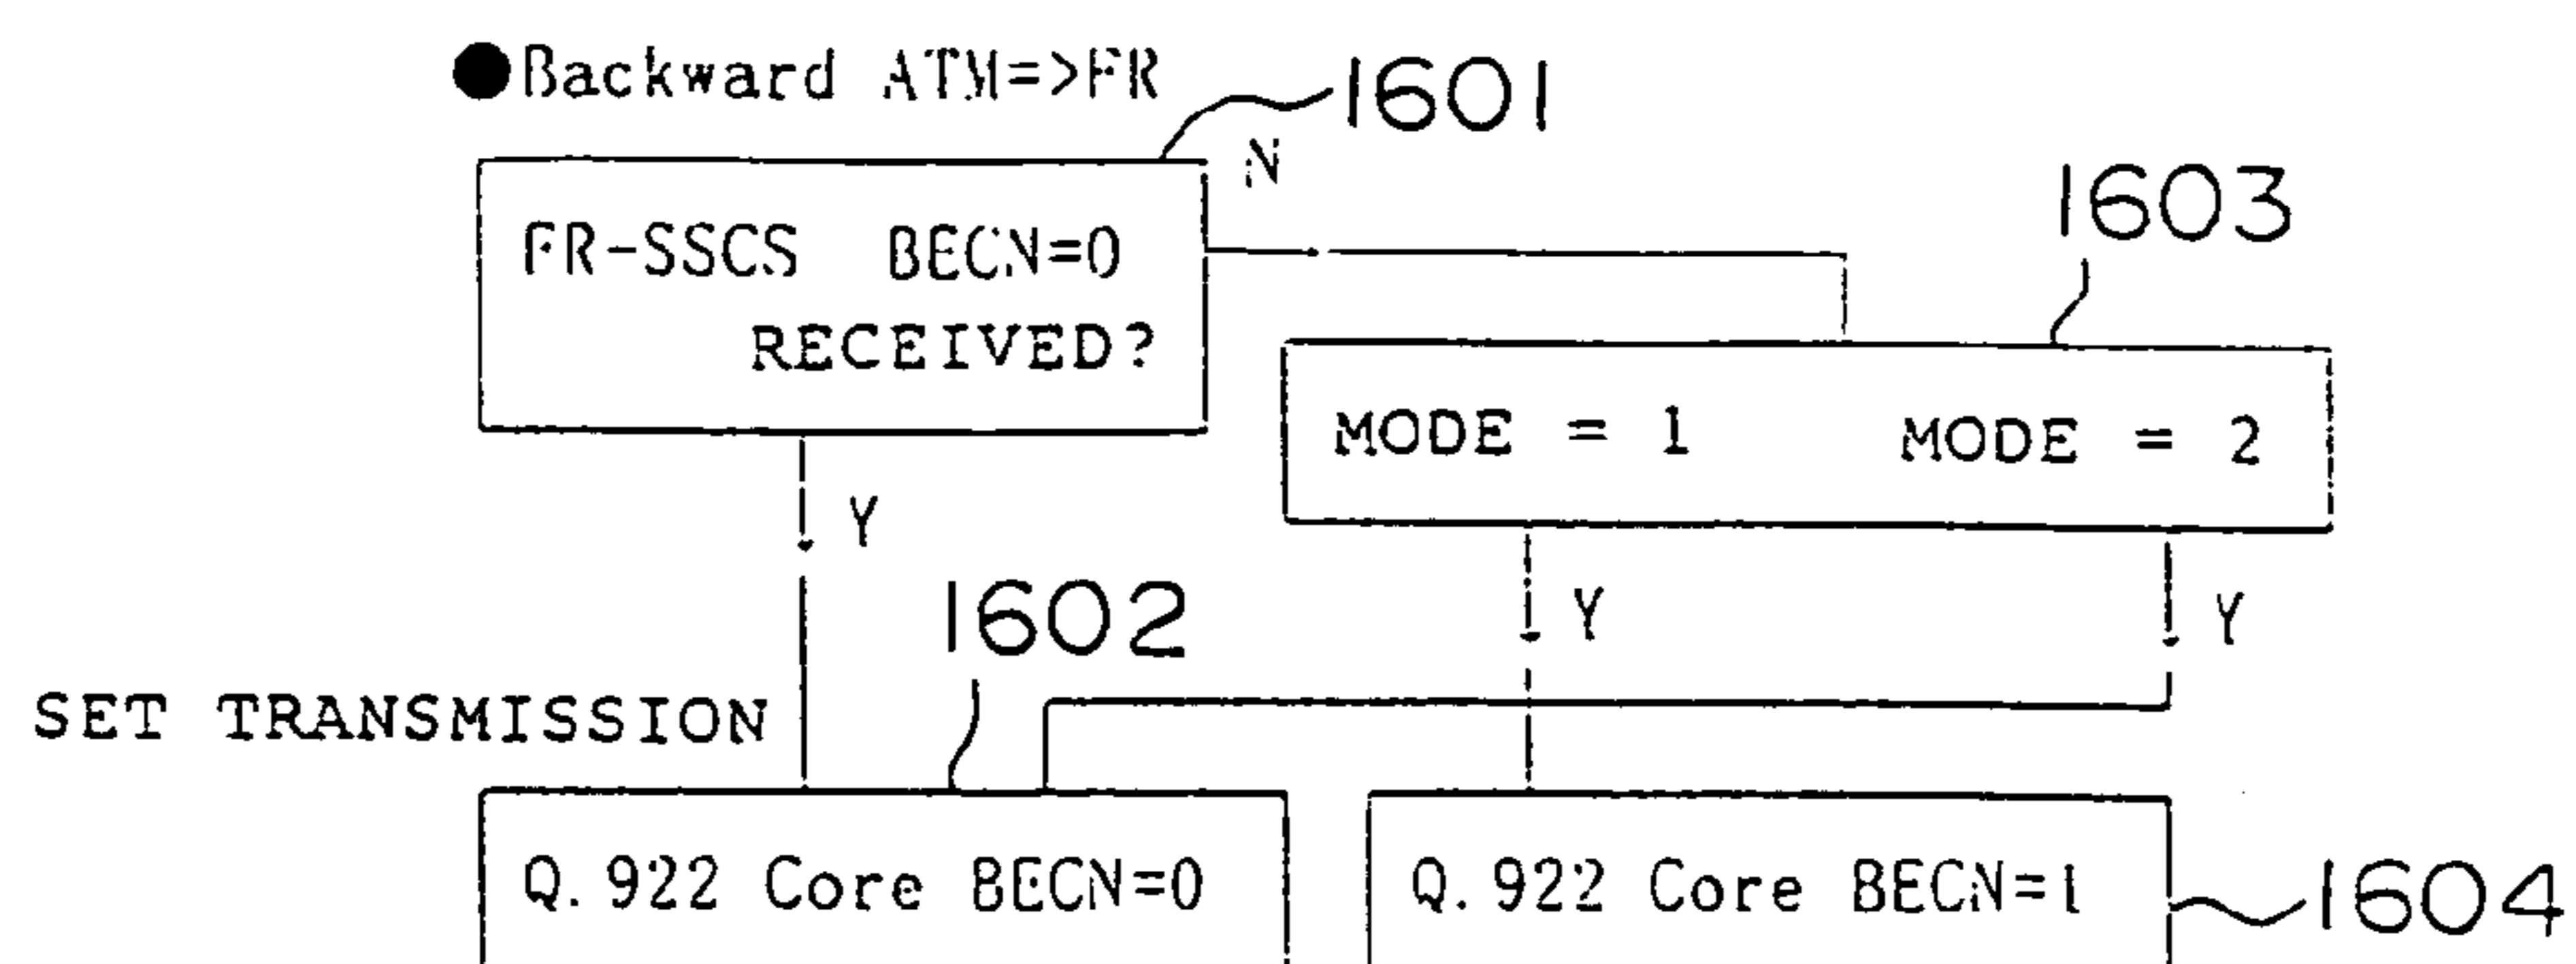 ●Backward ATM=>FR
1601
N
FR-SSCS BECN=0
RECEIVED?
1603
MODE = 1 MODE = 2
Y
Y
Y
1602
SET TRANSMISSION
Q.922 Core BECN=0
Q.922 Core BECN=1
1604